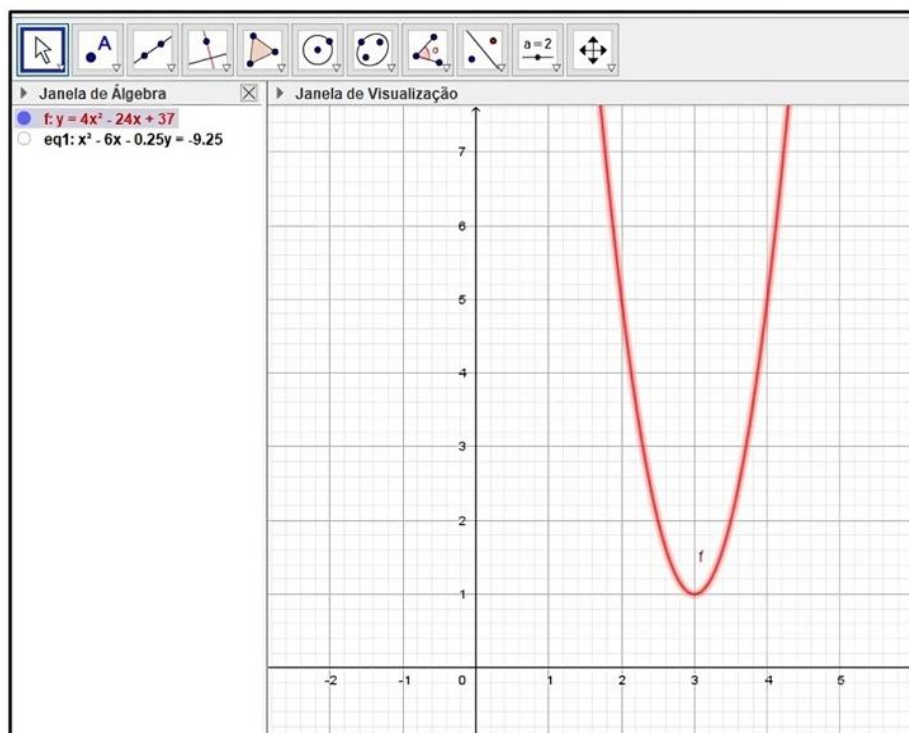 A
α
a = 2
Janela de Álgebra
Janela de Visualização
f: y = 4x² - 24x + 37
eq1: x² - 6x - 0.25y = -9.25
7
6
5
4
3
2
f
1
-2 -1 0 1 2 3 4 5